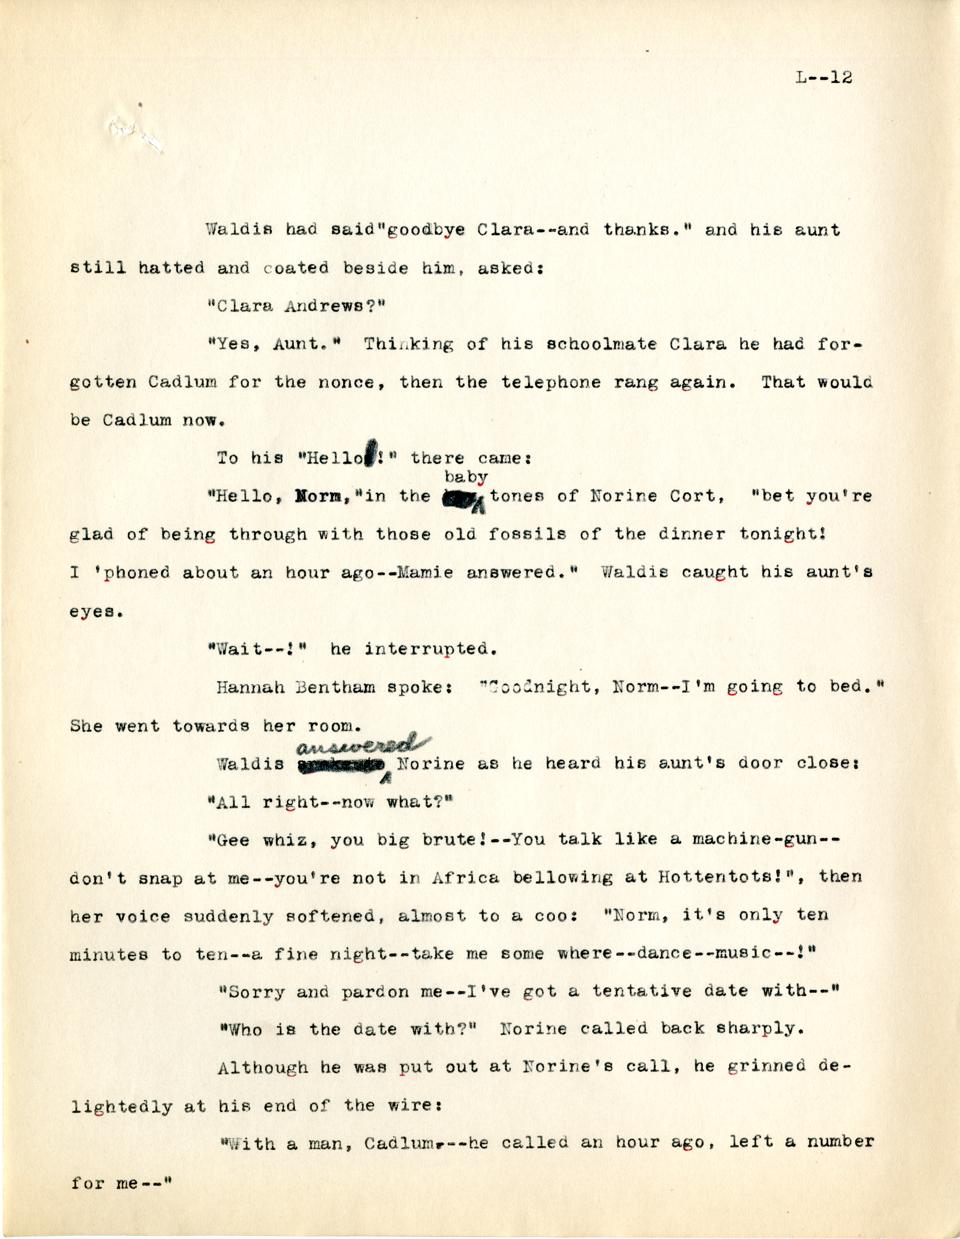 L--12
Waldis had said"goodbye Clara--and thanks." and his aunt
still hatted and coated beside him, asked:
"Clara Andrews?"
"Yes, Aunt." Thinking of his schoolmate Clara he had for-
gotten Cadlum for the nonce, then the telephone rang again. That would
be Cadlum now.
To his "Hello!" there came:
baby
"Hello, Norm,"in the tones of Norine Cort, "bet you're
glad of being through with those old fossils of the dinner tonight!
I 'phoned about an hour ago--Mamie answered." Waldis caught his aunt's
eyes.
"Wait--!" he interrupted.
Hannah Bentham spoke: "Goodnight, Norm--I'm going to bed."
She went towards her room.
answered
Waldis Norine as he heard his aunt's door close:
"All right--now what?"
"Gee whiz, you big brute!--You talk like a machine-gun--
don't snap at me--you're not in Africa bellowing at Hottentots!", then
her voice suddenly softened, almost to a coo: "Norm, it's only ten
minutes to ten--a fine night--take me some where--dance--music--!"
"Sorry and pardon me--I've got a tentative date with--"
"Who is the date with?" Norine called back sharply.
Although he was put out at Norine's call, he grinned de-
lightedly at his end of the wire:
"With a man, Cadlum,--he called an hour ago, left a number
for me--"